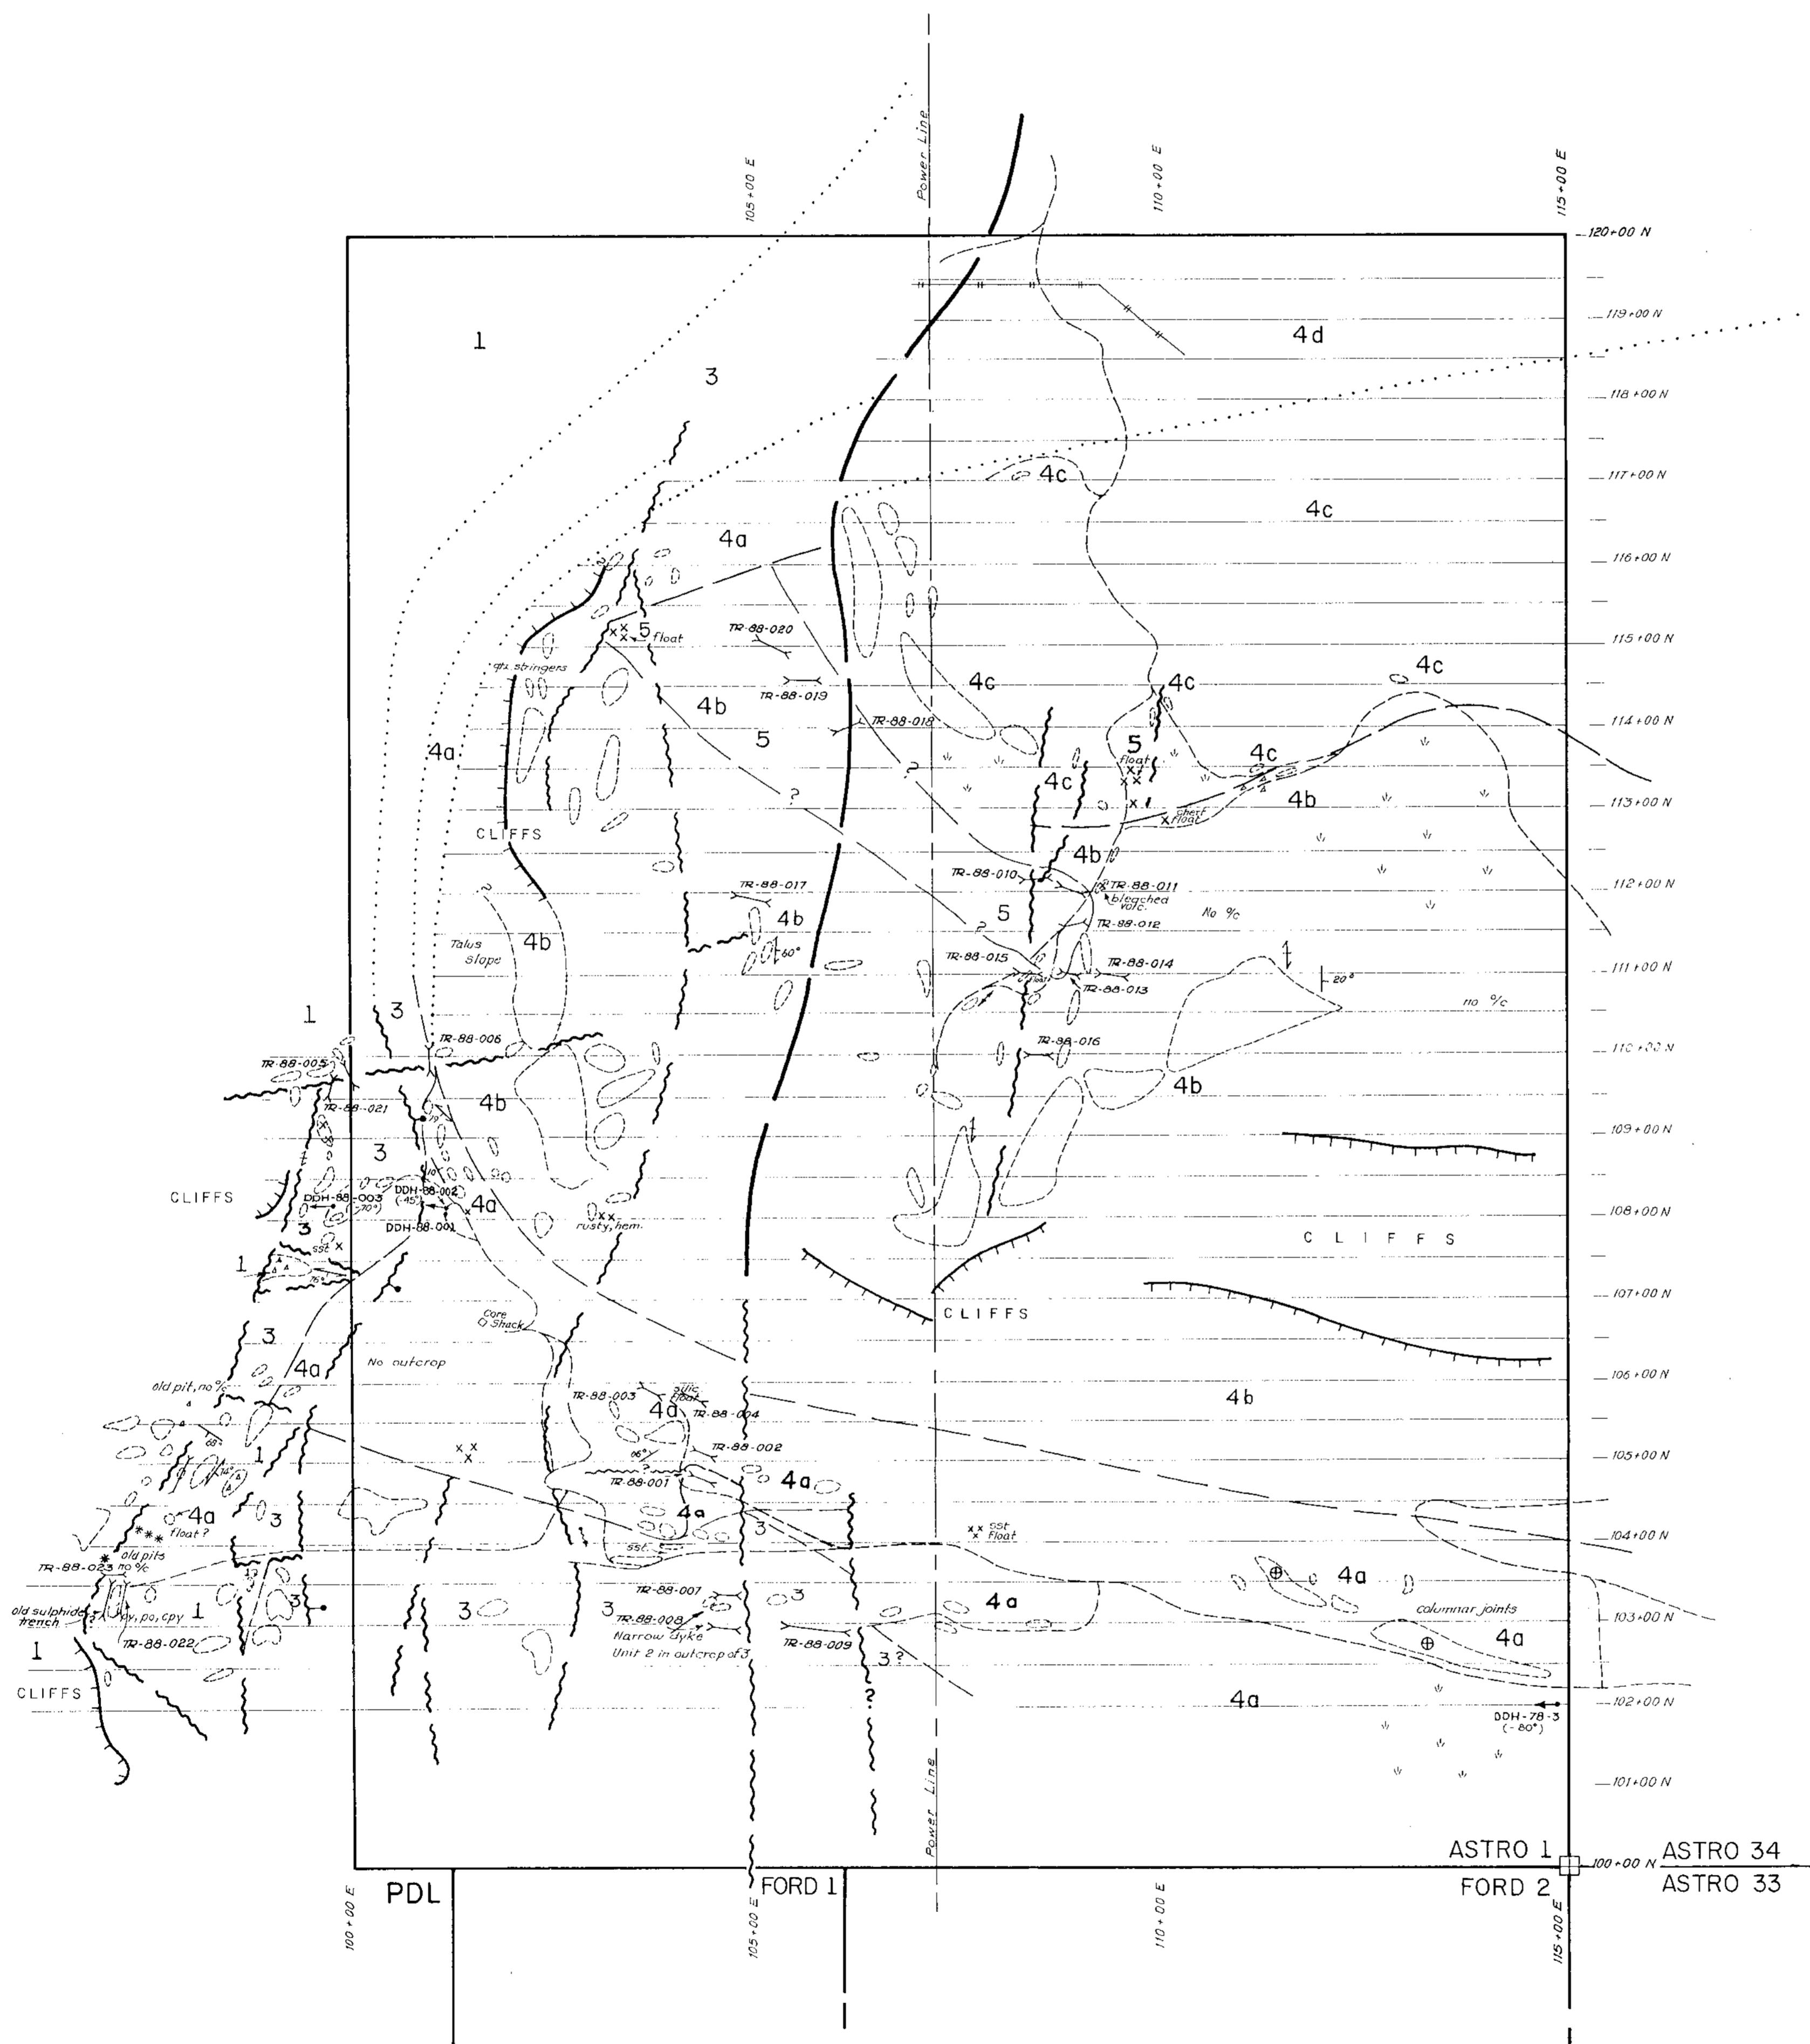 Power Line
105+00 E
110+00 E
115+00 E
120+00 N
119+00 N
4d
1
3
118+00 N
4c
117+00 N
4c
4a
116+00 N
TR-88-020
5
float
115+00 N
qtz. stringers
4c
4c
4c
TR-88-019
4b
114+00 N
TR-88-018
5
5
float
4a
4c
4c
?
4b
?
113+00 N
chert
float
CLIFFS
4b
TR-88-010
TR-88-017
TR-88-011
bleached
volc.
112+00 N
?
4b
5
No o/c
TR-88-012
?
4b
Talus
slope
60°
TR-88-015
TR-88-014
111+00 N
20°
TR-88-013
no o/c
1
3
TR-88-006
TR-88-016
110+00 N
TR-88-005
4b
4b
TR-88-021
109+00 N
3
CLIFFS
DDH-88-003
(-70°)
DDH-88-002
(-45°)
4a
DDH-88-001
rusty, hem.
108+00 N
3
sst
CLIFFS
1
76°
107+00 N
CLIFFS
Core
Shack
3
No outcrop
4a
106+00 N
old pit, no o/c
TR-88-003
float
4b
4a
TR-88-004
68°
66°
TR-88-002
105+00 N
1
?
TR-88-001
4a
4a
3
4a
float ?
3
sst
float
104+00 N
old pits
no o/c
sst.
TR-88-023
4a
TR-88-007
3
old sulphide
trench
?
py, po, cpy
1
3
3
3
TR-88-008
4a
columnar joints
103+00 N
TR-88-022
Narrow dyke
Unit 2 in outcrop of 3
TR-88-009
4a
1
3?
CLIFFS
?
4a
102+00 N
DDH-78-3
(-80°)
101+00 N
Power Line
ASTRO 1
ASTRO 34
100+00 N
PDL
FORD 1
FORD 2
ASTRO 33
100+00 E
105+00 E
110+00 E
115+00 E